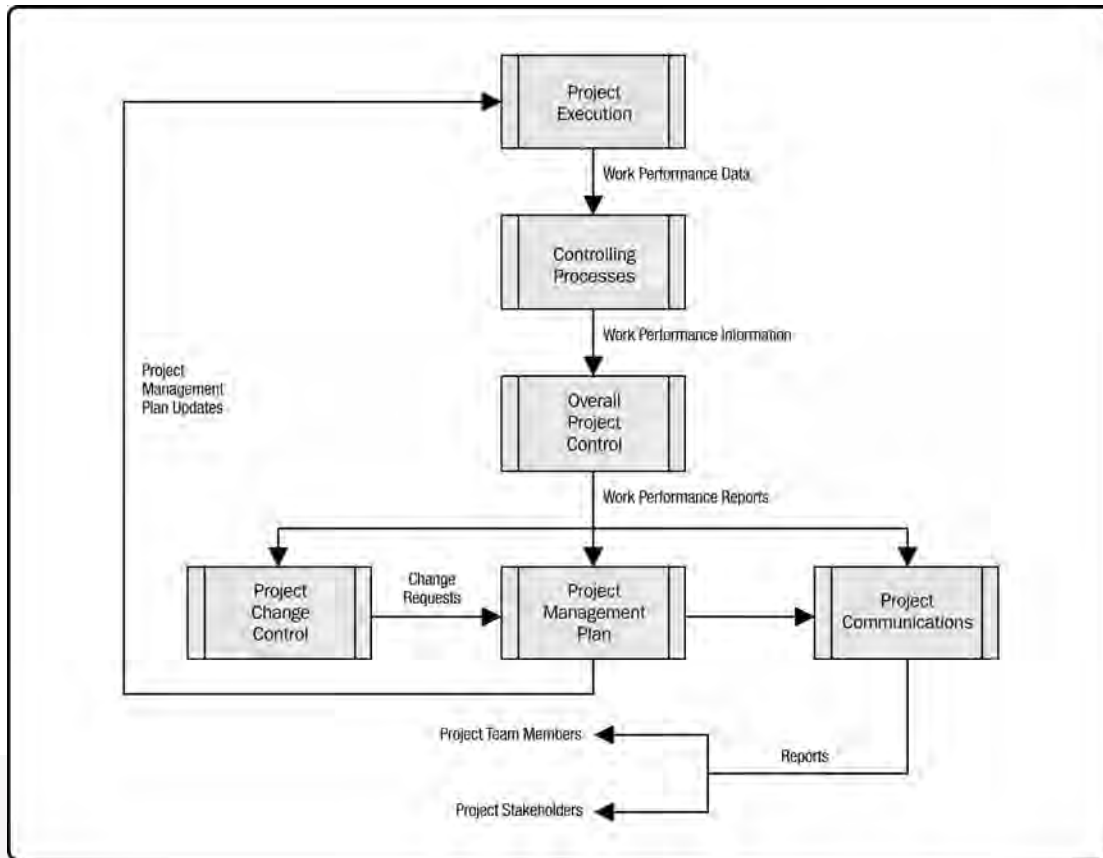 Project
Execution
Work Performance Data
Controlling
Processes
Work Performance Information
Project
Management
Plan Updates
Overall
Project
Control
Work Performance Reports
Project
Change
Control
Change
Requests
Project
Management
Plan
Project
Communications
Project Team Members
Reports
Project Stakeholders